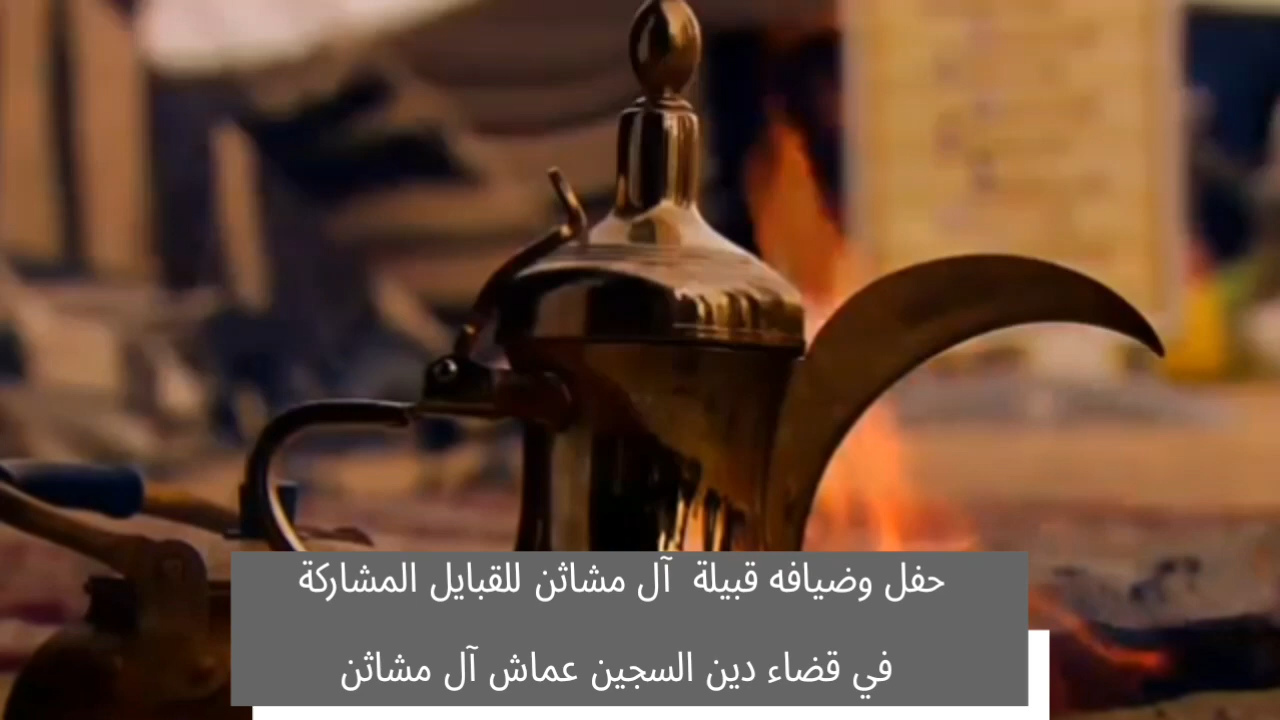 حفل وضيافه قبيلة آل مشاثن للقبايل المشاركة
في قضاء دين السجين عماش آل مشاثن